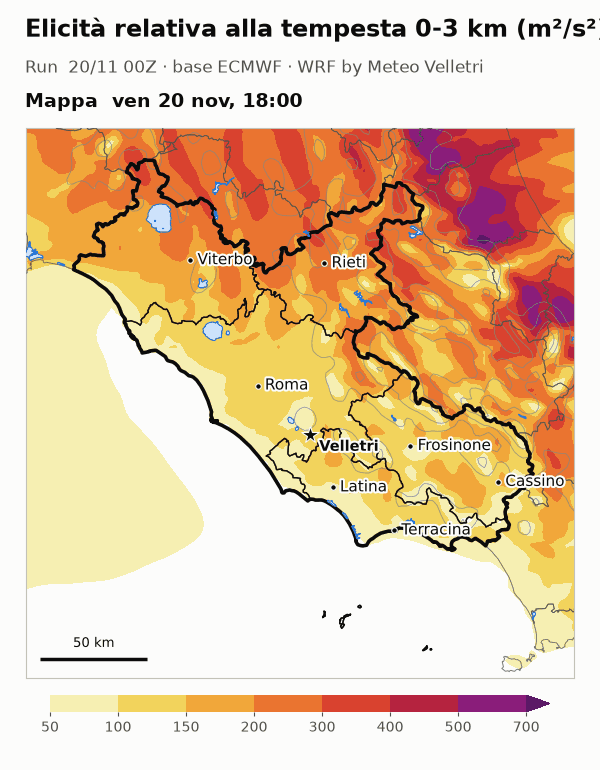 Elicità relativa alla tempesta 0-3 km (m²/s²)
Run 20/11 00Z · base ECMWF · WRF by Meteo Velletri
Mappa ven 20 nov, 18:00
Viterbo
Rieti
Roma
Velletri
Frosinone
Cassino
Latina
Terracina
50 km
50 100 150 200 300 400 500 700